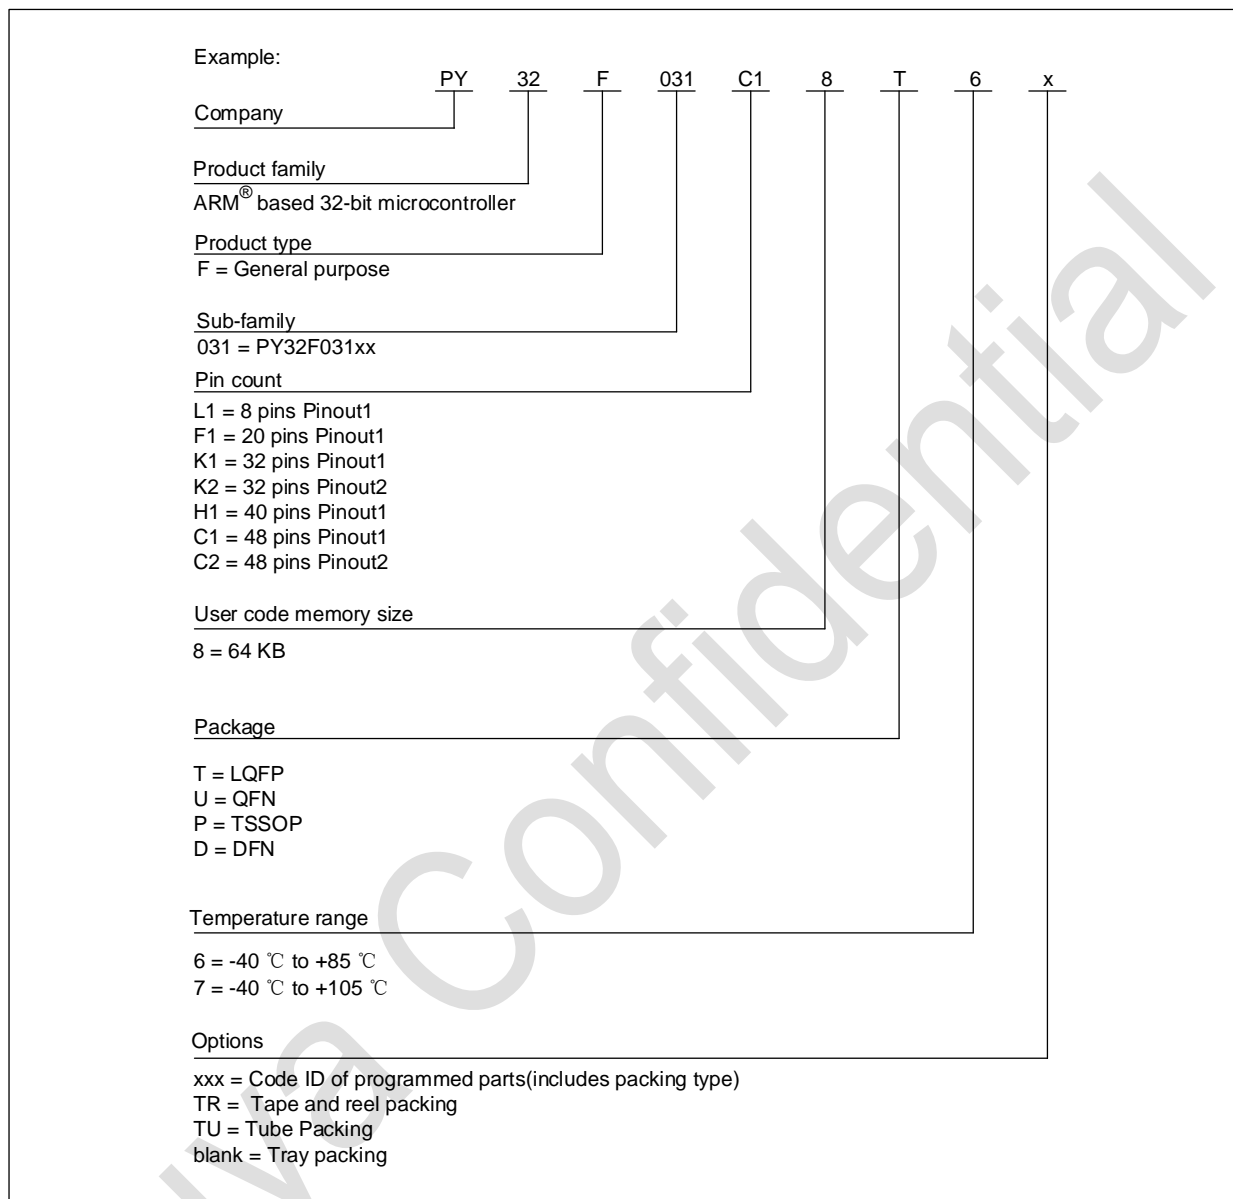 Example:
PY 32 F 031 C1 8 T 6 x
Company
Product family
ARM® based 32-bit microcontroller
Product type
F = General purpose
Sub-family
031 = PY32F031xx
Pin count
L1 = 8 pins Pinout1
F1 = 20 pins Pinout1
K1 = 32 pins Pinout1
K2 = 32 pins Pinout2
H1 = 40 pins Pinout1
C1 = 48 pins Pinout1
C2 = 48 pins Pinout2
User code memory size
8 = 64 KB
Package
T = LQFP
U = QFN
P = TSSOP
D = DFN
Temperature range
6 = -40 ℃ to +85 ℃
7 = -40 ℃ to +105 ℃
Options
xxx = Code ID of programmed parts(includes packing type)
TR = Tape and reel packing
TU = Tube Packing
blank = Tray packing
Confidential